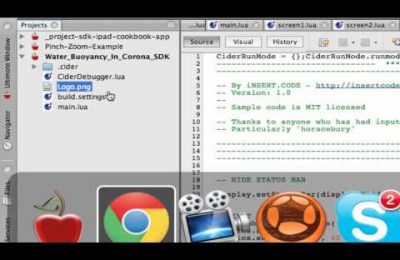 Projects
...lua
main.lua
screen1.lua
screen2.lua
_project-sdk-ipad-cookbook-app
Pinch-Zoom-Example
Water_Buoyancy_In_Corona_SDK
.cider
CiderDebugger.lua
Logo.png
build.settings
main.lua
Ultimate Window
Navigator
Files
Source
Visual
CiderRunMode = {};CiderRunMode.runmode
-- By iNSERT.CODE - http://insertcode
-- Version: 1.0
--
-- Sample code is MIT licensed
-- Thanks to anyone who has had input
-- Particularly 'horacebury'
-- HIDE STATUS BAR
2